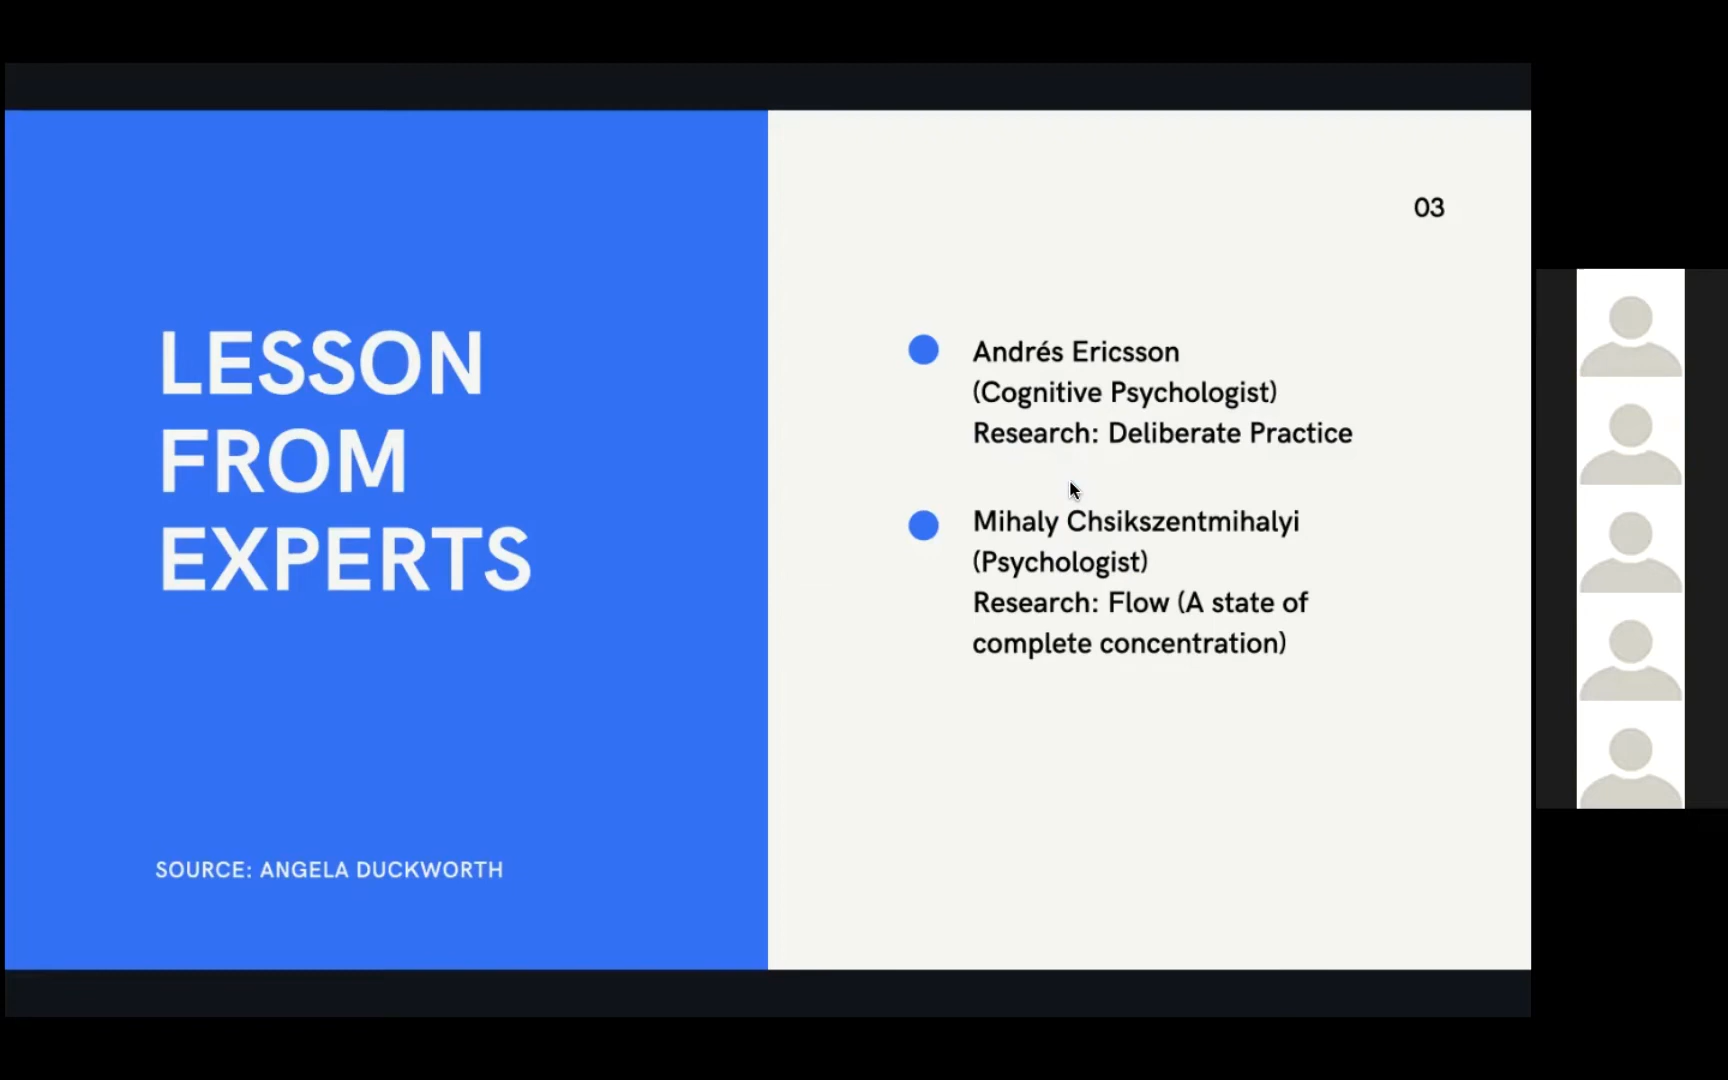 LESSON
FROM
EXPERTS
SOURCE: ANGELA DUCKWORTH
03
Andrés Ericsson
(Cognitive Psychologist)
Research: Deliberate Practice
Mihaly Chsikszentmihalyi
(Psychologist)
Research: Flow (A state of
complete concentration)